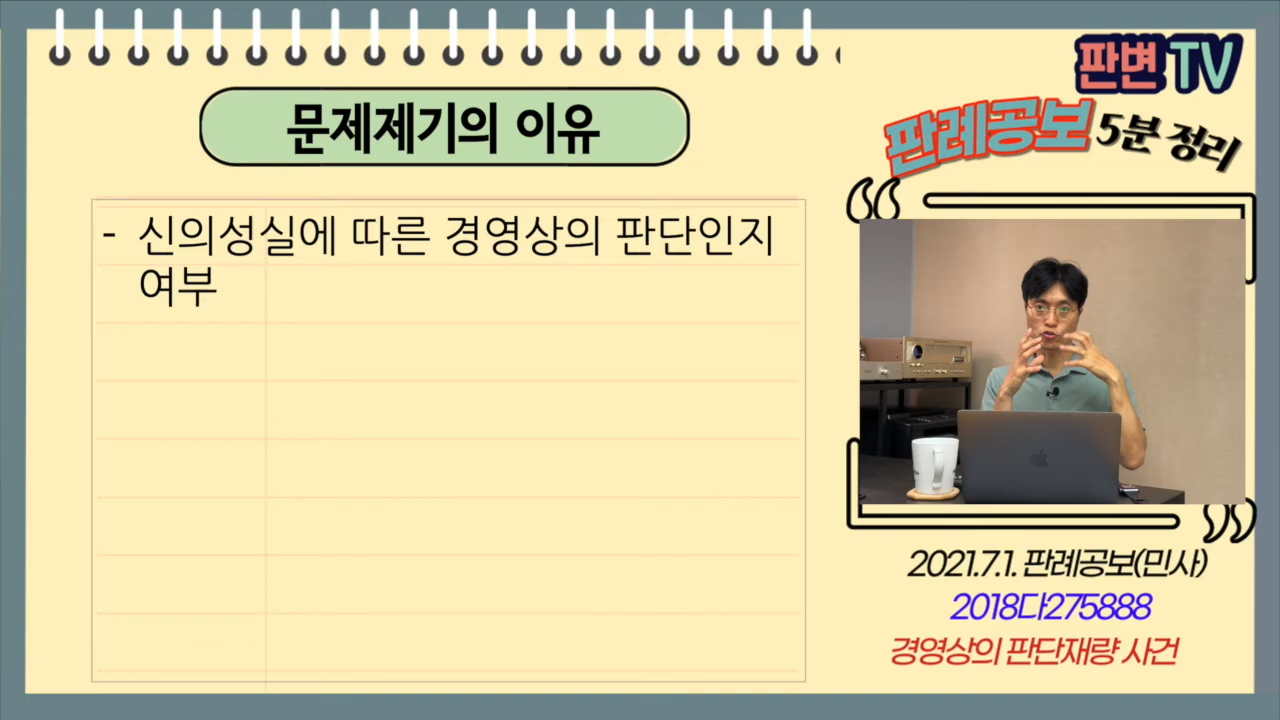 문제제기의 이유
- 신의성실에 따른 경영상의 판단인지
여부
판변TV
판례공보 5분 정리
2021.7.1. 판례공보(민사)
2018다275888
경영상의 판단재량 사건